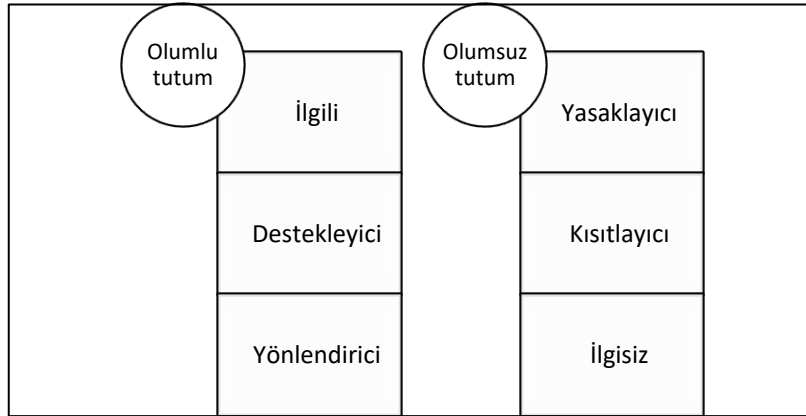 Olumlu
tutum
İlgili
Destekleyici
Yönlendirici
Olumsuz
tutum
Yasaklayıcı
Kısıtlayıcı
İlgisiz